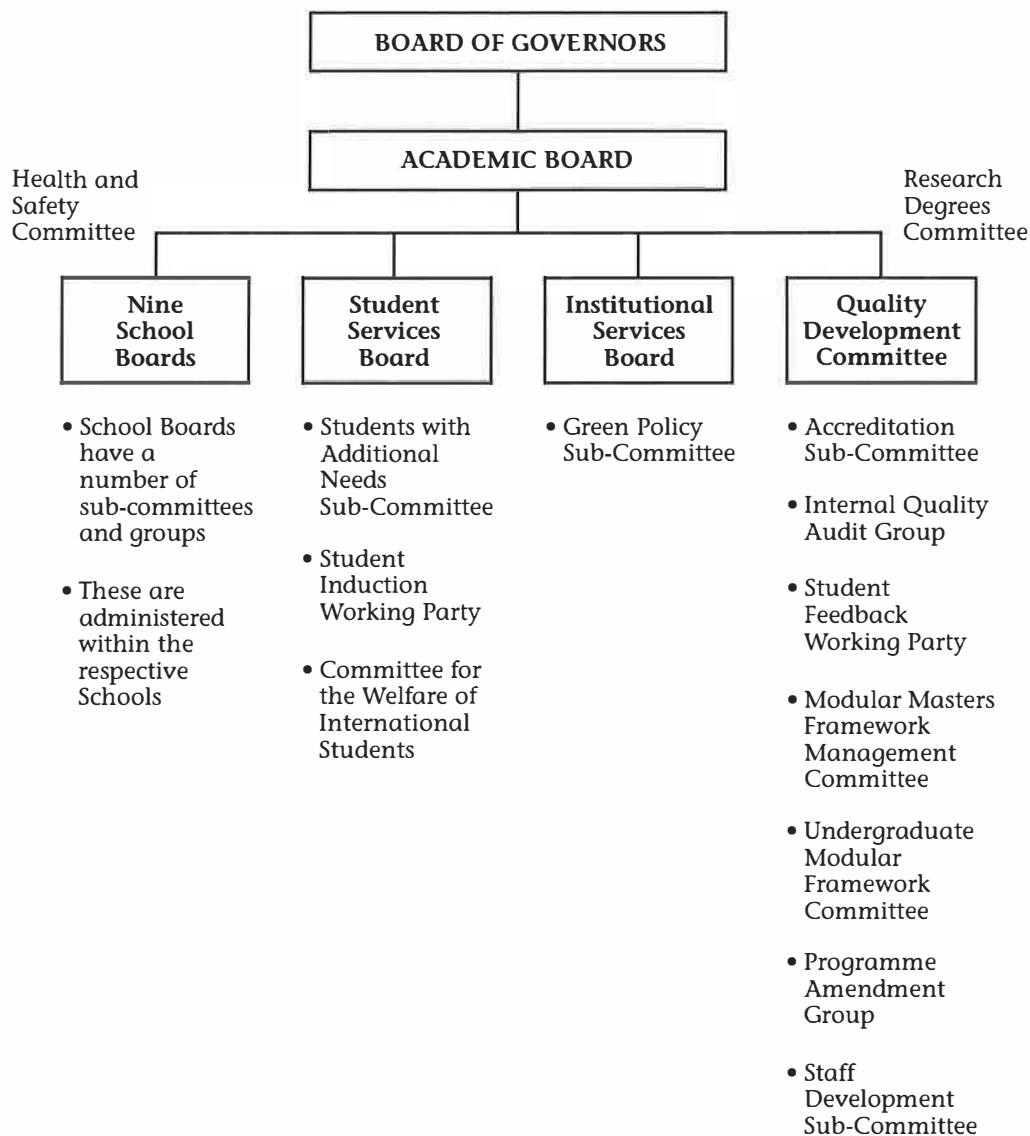 BOARD OF GOVERNORS
ACADEMIC BOARD
Health and
Safety
Committee
Research
Degrees
Committee
Nine
School
Boards
Student
Services
Board
Institutional
Services
Board
Quality
Development
Committee
• School Boards
have a
number of
sub-committees
and groups
• These are
administered
within the
respective
Schools
• Students with
Additional
Needs
Sub-Committee
• Student
Induction
Working Party
• Committee for
the Welfare of
International
Students
• Green Policy
Sub-Committee
• Accreditation
Sub-Committee
• Internal Quality
Audit Group
• Student
Feedback
Working Party
• Modular Masters
Framework
Management
Committee
• Undergraduate
Modular
Framework
Committee
• Programme
Amendment
Group
• Staff
Development
Sub-Committee